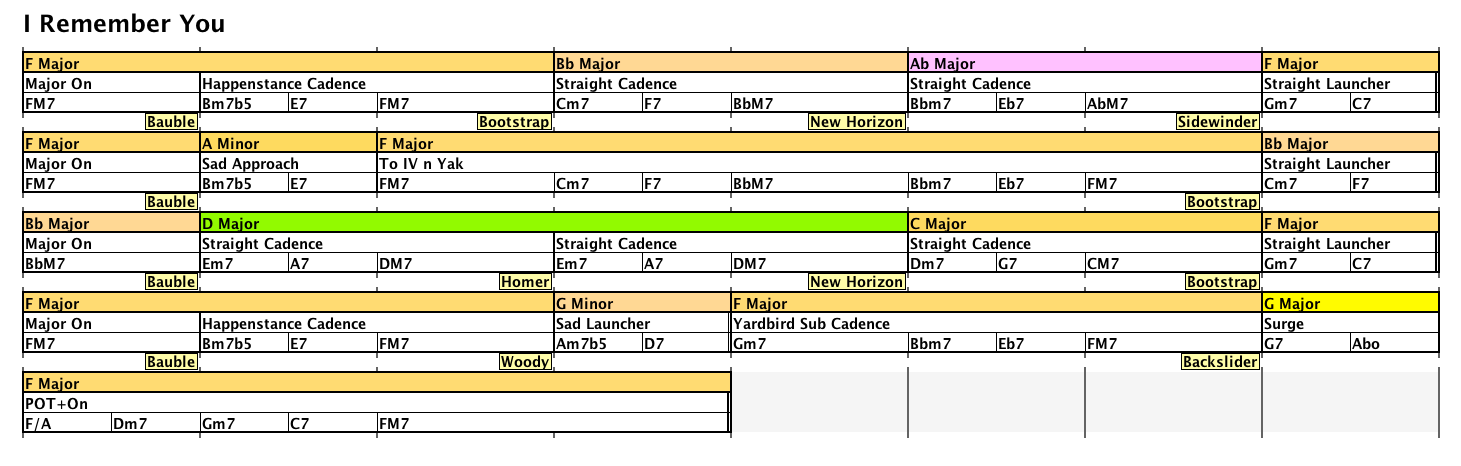 I Remember You
F Major Bb Major Ab Major F Major
Major On Happenstance Cadence Straight Cadence Straight Cadence Straight Launcher
FM7 Bm7b5 E7 FM7 Cm7 F7 BbM7 Bbm7 Eb7 AbM7 Gm7 C7
Bauble Bootstrap New Horizon Sidewinder
F Major A Minor F Major Bb Major
Major On Sad Approach To IV n Yak Straight Launcher
FM7 Bm7b5 E7 FM7 Cm7 F7 BbM7 Bbm7 Eb7 FM7 Cm7 F7
Bauble Bootstrap
Bb Major D Major C Major F Major
Major On Straight Cadence Straight Cadence Straight Cadence Straight Launcher
BbM7 Em7 A7 DM7 Em7 A7 DM7 Dm7 G7 CM7 Gm7 C7
Bauble Homer New Horizon Bootstrap
F Major G Minor F Major G Major
Major On Happenstance Cadence Sad Launcher Yardbird Sub Cadence Surge
FM7 Bm7b5 E7 FM7 Am7b5 D7 Gm7 Bbm7 Eb7 FM7 G7 Abo
Bauble Woody Backslider
F Major
POT+On
F/A Dm7 Gm7 C7 FM7